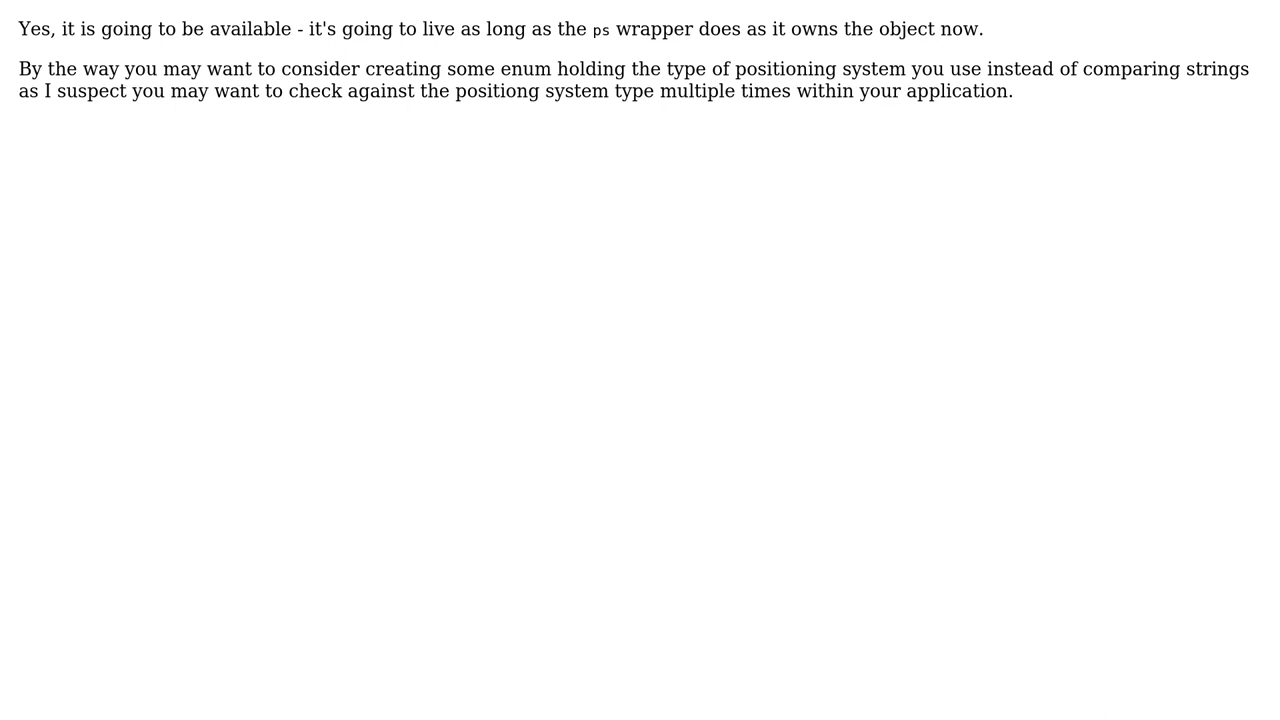 Yes, it is going to be available - it's going to live as long as the ps wrapper does as it owns the object now.
By the way you may want to consider creating some enum holding the type of positioning system you use instead of comparing strings
as I suspect you may want to check against the positiong system type multiple times within your application.